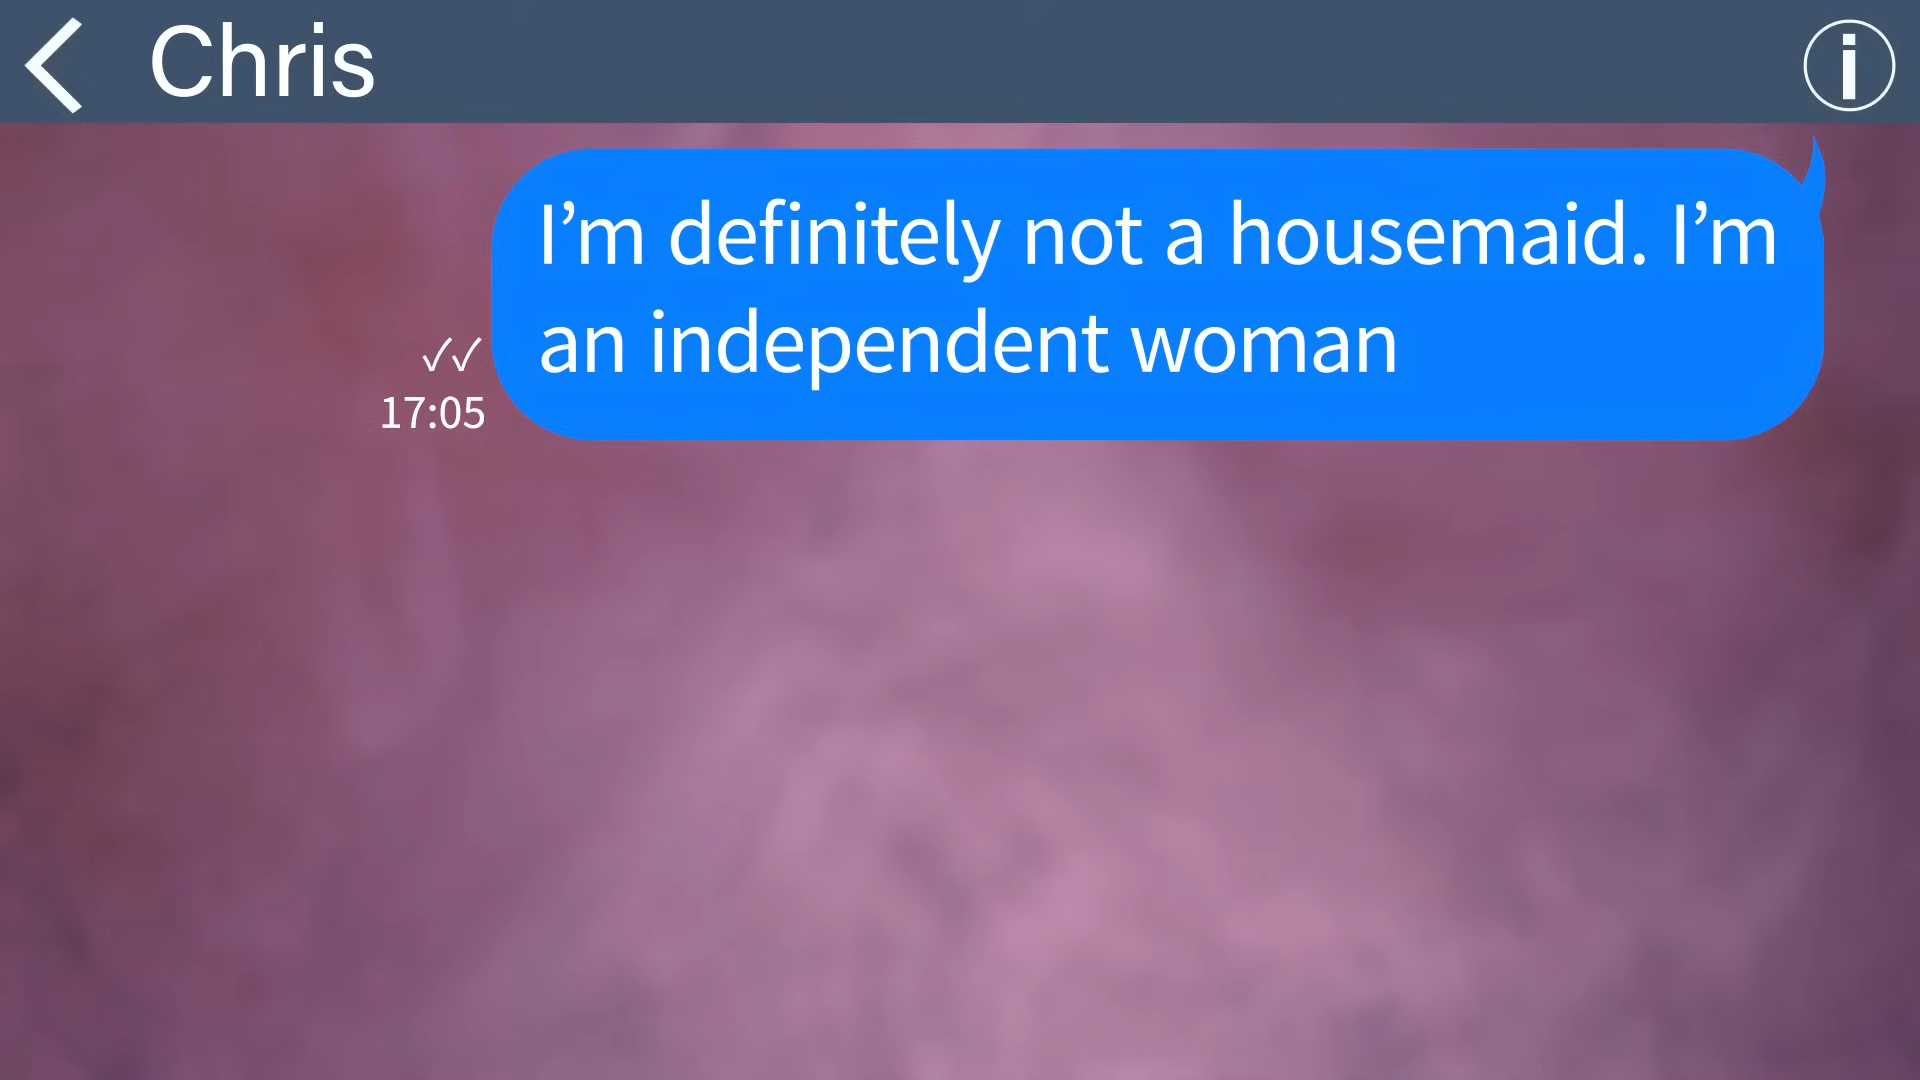 Chris
I’m definitely not a housemaid. I’m
an independent woman
✓✓
17:05